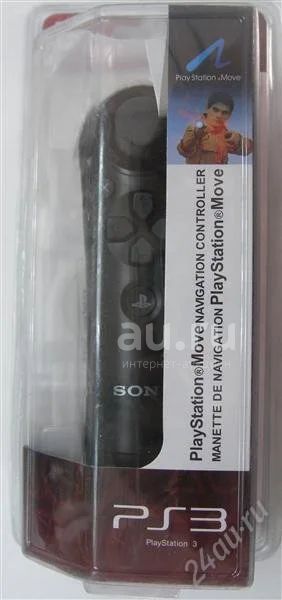 PlayStation®Move
PlayStation®Move NAVIGATION CONTROLLER
MANETTE DE NAVIGATION PlayStation®Move
au.ru
SONY
PS3
PlayStation 3
24au.ru